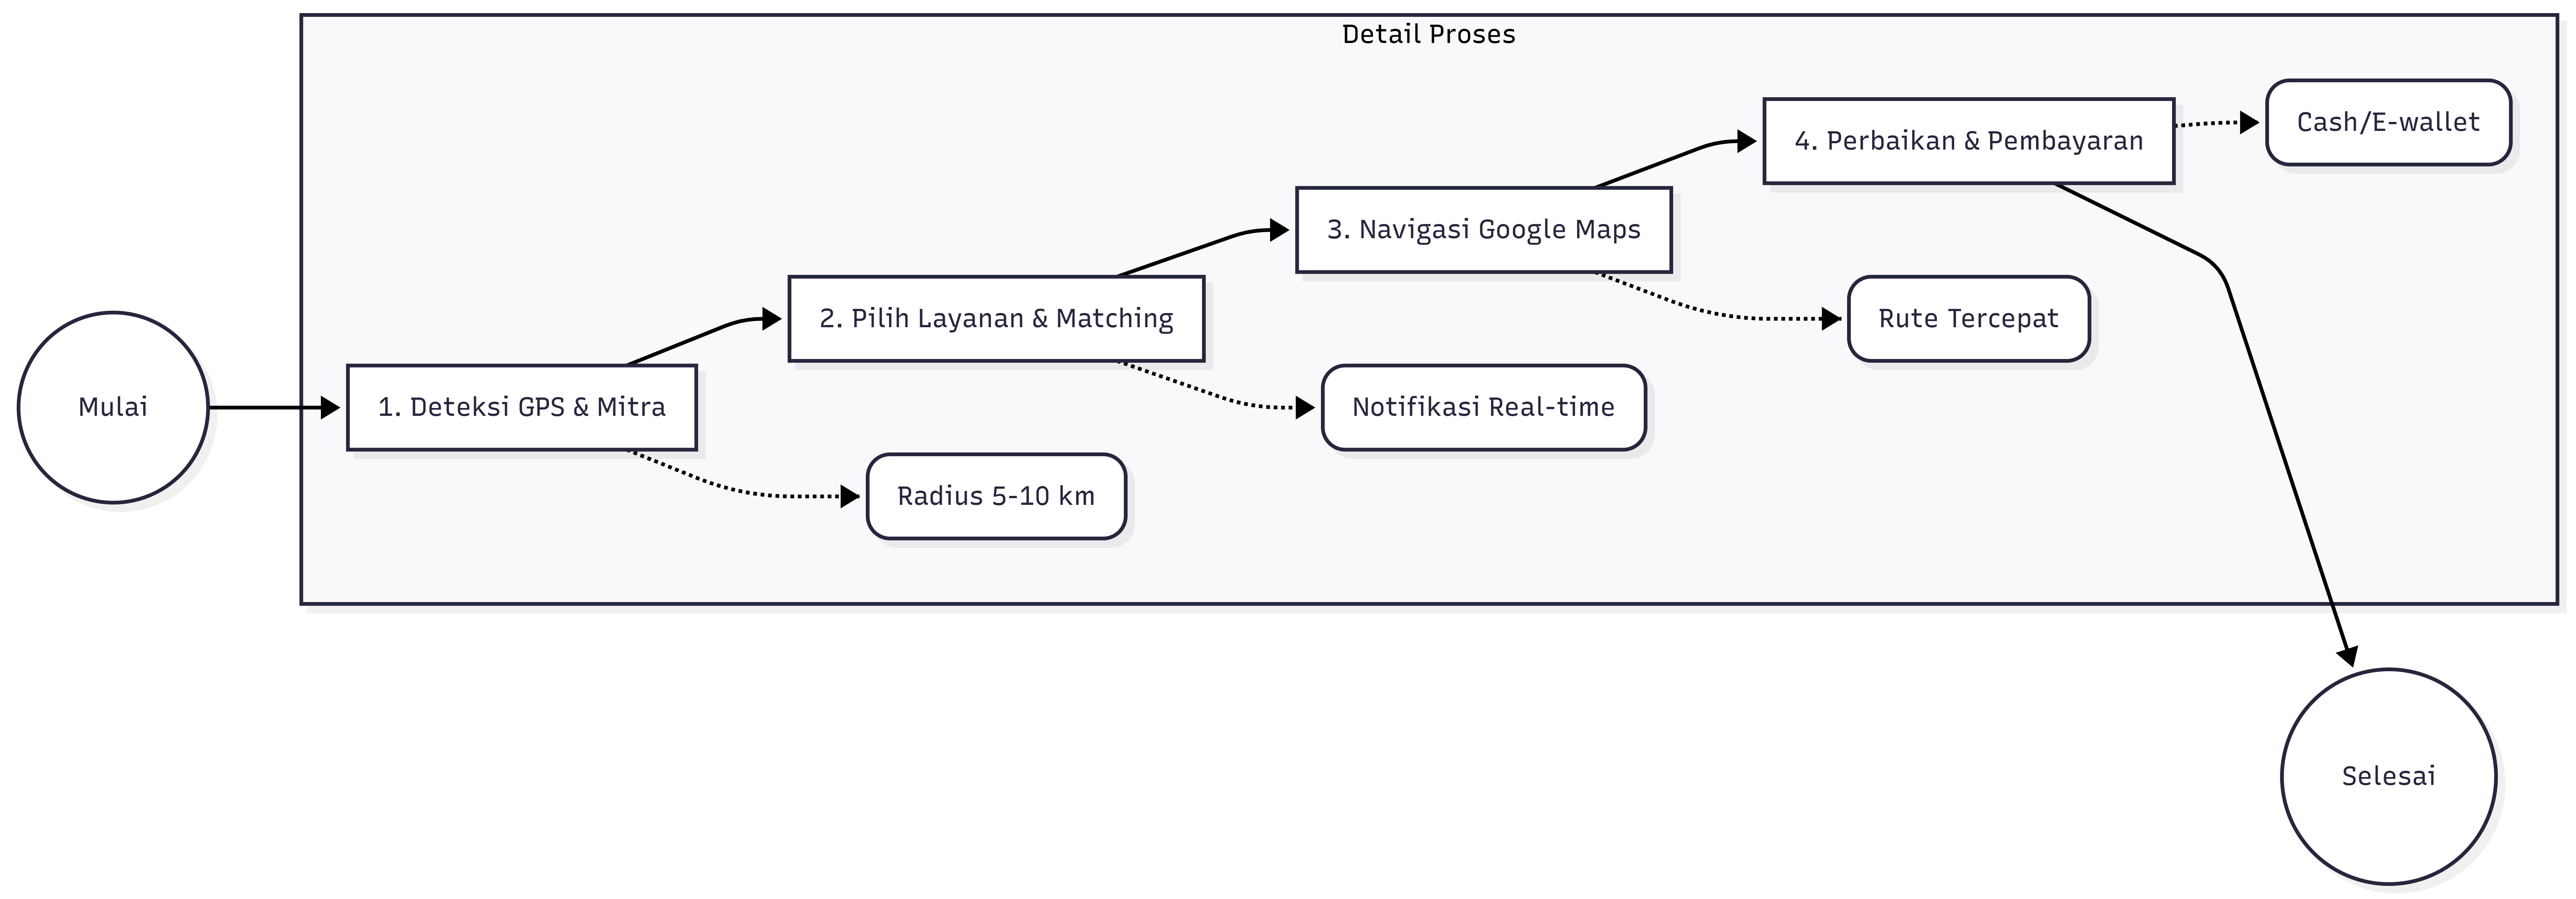 Detail Proses
Mulai
1. Deteksi GPS & Mitra
Radius 5-10 km
2. Pilih Layanan & Matching
Notifikasi Real-time
3. Navigasi Google Maps
Rute Tercepat
4. Perbaikan & Pembayaran
Cash/E-wallet
Selesai